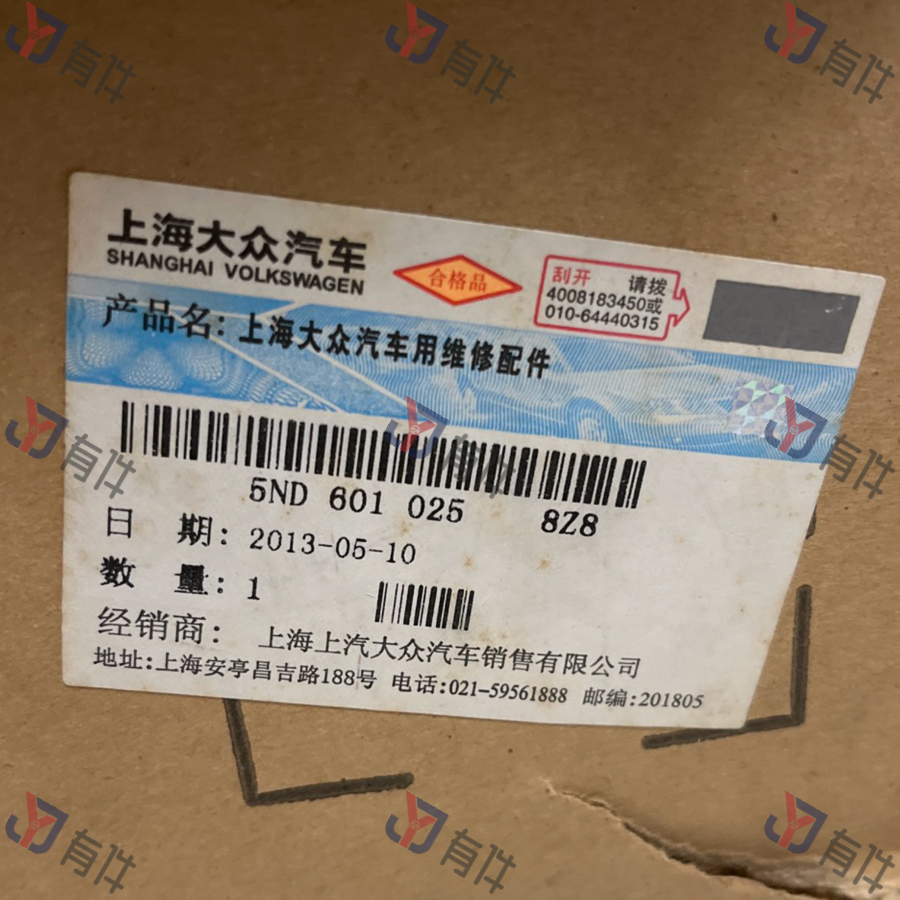 有件
有件
有件
上海大众汽车
SHANGHAI VOLKSWAGEN
合格品
刮开 请拨
4008183450或
010-64440315
产品名: 上海大众汽车用维修配件
有件
有件
有件
5ND 601 025 8Z8
日 期: 2013-05-10
数 量: 1
经销商: 上海上汽大众汽车销售有限公司
地址:上海安亭昌吉路188号 电话:021-59561888 邮编:201805
有件
有件
有件